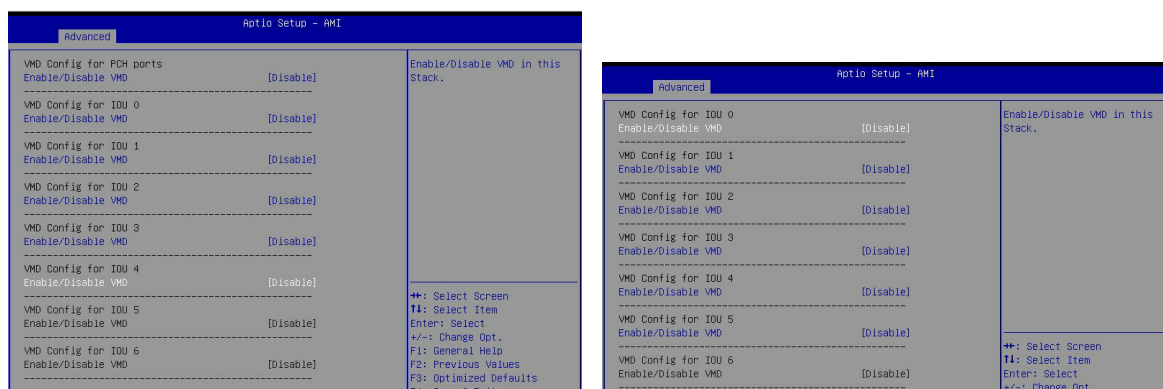 Aptio Setup – AMI
Advanced
VMD Config for PCH ports
Enable/Disable VMD [Disable]
VMD Config for IOU 0
Enable/Disable VMD [Disable]
VMD Config for IOU 1
Enable/Disable VMD [Disable]
VMD Config for IOU 2
Enable/Disable VMD [Disable]
VMD Config for IOU 3
Enable/Disable VMD [Disable]
VMD Config for IOU 4
Enable/Disable VMD [Disable]
VMD Config for IOU 5
Enable/Disable VMD [Disable]
VMD Config for IOU 6
Enable/Disable VMD [Disable]
Enable/Disable VMD in this
Stack.
→←: Select Screen
↑↓: Select Item
Enter: Select
+/-: Change Opt.
F1: General Help
F2: Previous Values
F3: Optimized Defaults
Aptio Setup – AMI
Advanced
VMD Config for IOU 0
Enable/Disable VMD [Disable]
VMD Config for IOU 1
Enable/Disable VMD [Disable]
VMD Config for IOU 2
Enable/Disable VMD [Disable]
VMD Config for IOU 3
Enable/Disable VMD [Disable]
VMD Config for IOU 4
Enable/Disable VMD [Disable]
VMD Config for IOU 5
Enable/Disable VMD [Disable]
VMD Config for IOU 6
Enable/Disable VMD [Disable]
Enable/Disable VMD in this
Stack.
→←: Select Screen
↑↓: Select Item
Enter: Select
+/-: Change Opt.